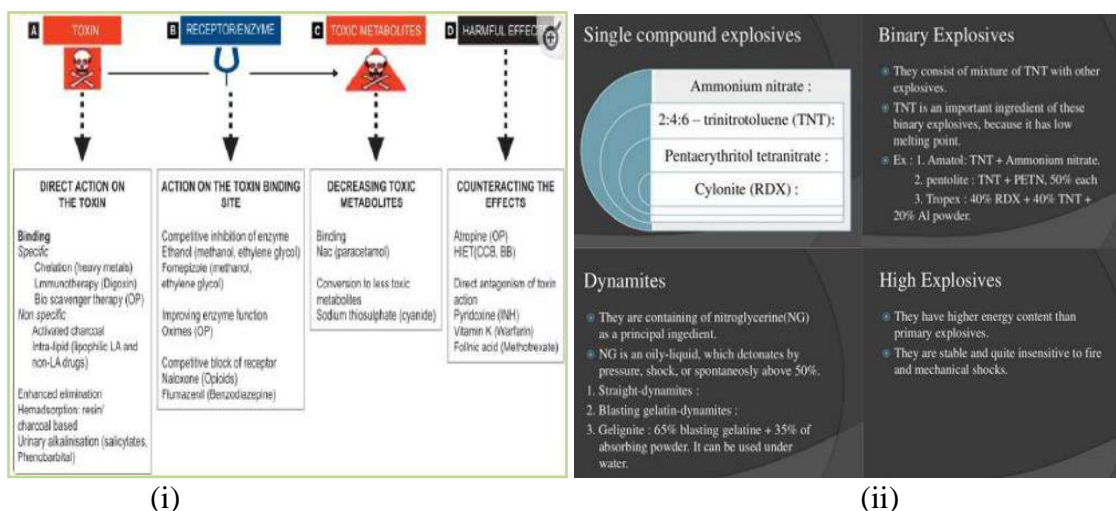 A TOXIN
B RECEPTOR/ENZYME
C TOXIC METABOLITES
D HARMFUL EFFECTS
DIRECT ACTION ON
THE TOXIN
Binding
Specific
Chelation (heavy metals)
Lmmunotherapy (Digoxin)
Bio scavenger therapy (OP)
Non specific
Activated charcoal
Intra-lipid (lipophilic LA and
non-LA drugs)
Enhanced elimination
Hemadsorption: resin/
charcoal based
Urinary alkalinisation (salicylates,
Phenobarbital)
ACTION ON THE TOXIN BINDING
SITE
Competitive inhibition of enzyme
Ethanol (methanol, ethylene glycol)
Fomepizole (methanol,
ethylene glycol)
Improving enzyme function
Oximes (OP)
Competitive block of receptor
Naloxone (Opioids)
Flumazenil (Benzodiazepine)
DECREASING TOXIC
METABOLITES
Binding
Nac (paracetamol)
Conversion to less toxic
metabolites
Sodium thiosulphate (cyanide)
COUNTERACTING THE
EFFECTS
Atropine (OP)
HIET(CCB, BB)
Direct antagonism of toxin
action
Pyridoxine (INH)
Vitamin K (Warfarin)
Follnic acid (Methotrexate)
(i)
Single compound explosives
Ammonium nitrate :
2:4:6 – trinitrotoluene (TNT):
Pentaerythritol tetranitrate :
Cylonite (RDX) :
Binary Explosives
They consist of mixture of TNT with other
explosives.
TNT is an important ingredient of these
binary explosives, because it has low
melting point.
Ex : 1. Amatol: TNT + Ammonium nitrate.
2. pentolite : TNT + PETN, 50% each
3. Tropex : 40% RDX + 40% TNT +
20% Al powder.
Dynamites
They are containing of nitroglycerine(NG)
as a principal ingedient.
NG is an oily-liquid, which detonates by
pressure, shock, or spontaneosly above 50%.
1. Straight-dynamites :
2. Blasting gelatin-dynamites :
3. Gelignite : 65% blasting gelatine + 35% of
absorbing powder. It can be used under
water.
High Explosives
They have higher energy content than
primary explosives.
They are stable and quite insensitive to fire
and mechanical shocks.
(ii)